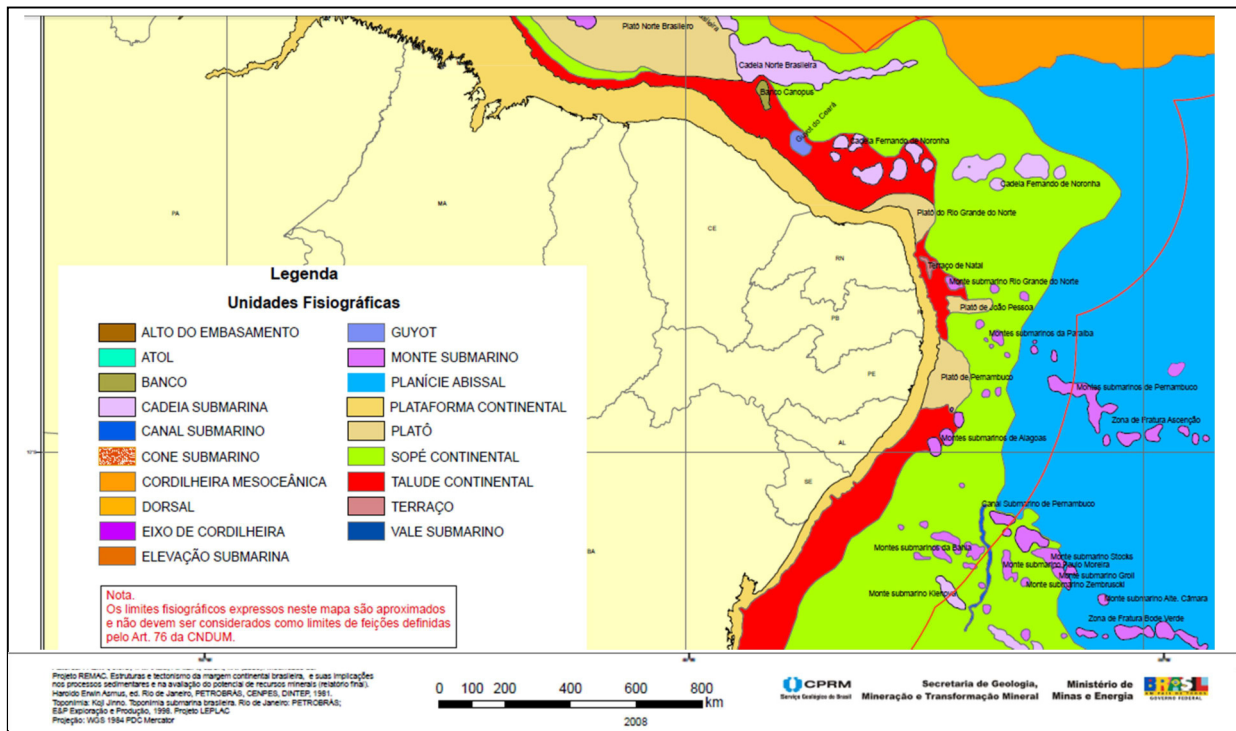 Platô Norte Brasileiro
Cadeia Norte Brasileira
Banco Canopus
Guyot do Ceará
Cadeia Fernando de Noronha
Cadeia Fernando de Noronha
PA
MA
CE
Platô do Rio Grande do Norte
RN
Terraço de Natal
Monte submarino Rio Grande do Norte
Platô de João Pessoa
PB
Montes submarinos da Paraíba
PE
Platô de Pernambuco
Montes submarinos de Pernambuco
Zona de Fratura Ascenção
AL
Montes submarinos de Alagoas
SE
Canal Submarino de Pernambuco
BA
Montes submarinos da Bahia
Monte submarino Stocks
Monte submarino Paulo Moreira
Monte submarino Groll
Monte submarino Zembruscki
Monte submarino Klenova
Monte submarino Alte. Câmara
Zona de Fratura Bode Verde
Legenda
Unidades Fisiográficas
ALTO DO EMBASAMENTO
ATOL
BANCO
CADEIA SUBMARINA
CANAL SUBMARINO
CONE SUBMARINO
CORDILHEIRA MESOCEÂNICA
DORSAL
EIXO DE CORDILHEIRA
ELEVAÇÃO SUBMARINA
GUYOT
MONTE SUBMARINO
PLANÍCIE ABISSAL
PLATAFORMA CONTINENTAL
PLATÔ
SOPÉ CONTINENTAL
TALUDE CONTINENTAL
TERRAÇO
VALE SUBMARINO
Nota.
Os limites fisiográficos expressos neste mapa são aproximados
e não devem ser considerados como limites de feições definidas
pelo Art. 76 da CNDUM.
Projeto REMAC. Estruturas e tectonismo da margem continental brasileira, e suas implicações
nos processos sedimentares e na avaliação do potencial de recursos minerais (relatório final).
Haroldo Erwin Asmus, ed. Rio de Janeiro, PETROBRÁS, CENPES, DINTEP, 1981.
Toponímia: Koji Jinno. Toponímia submarina brasileira. Rio de Janeiro: PETROBRÁS;
E&P Exploração e Produção, 1998. Projeto LEPLAC
Projeção: WGS 1984 PDC Mercator
0 100 200 400 600 800
km
2008
CPRM
Serviço Geológico do Brasil
Secretaria de Geologia,
Mineração e Transformação Mineral
Ministério de
Minas e Energia
BRASIL
UM PAÍS DE TODOS
GOVERNO FEDERAL